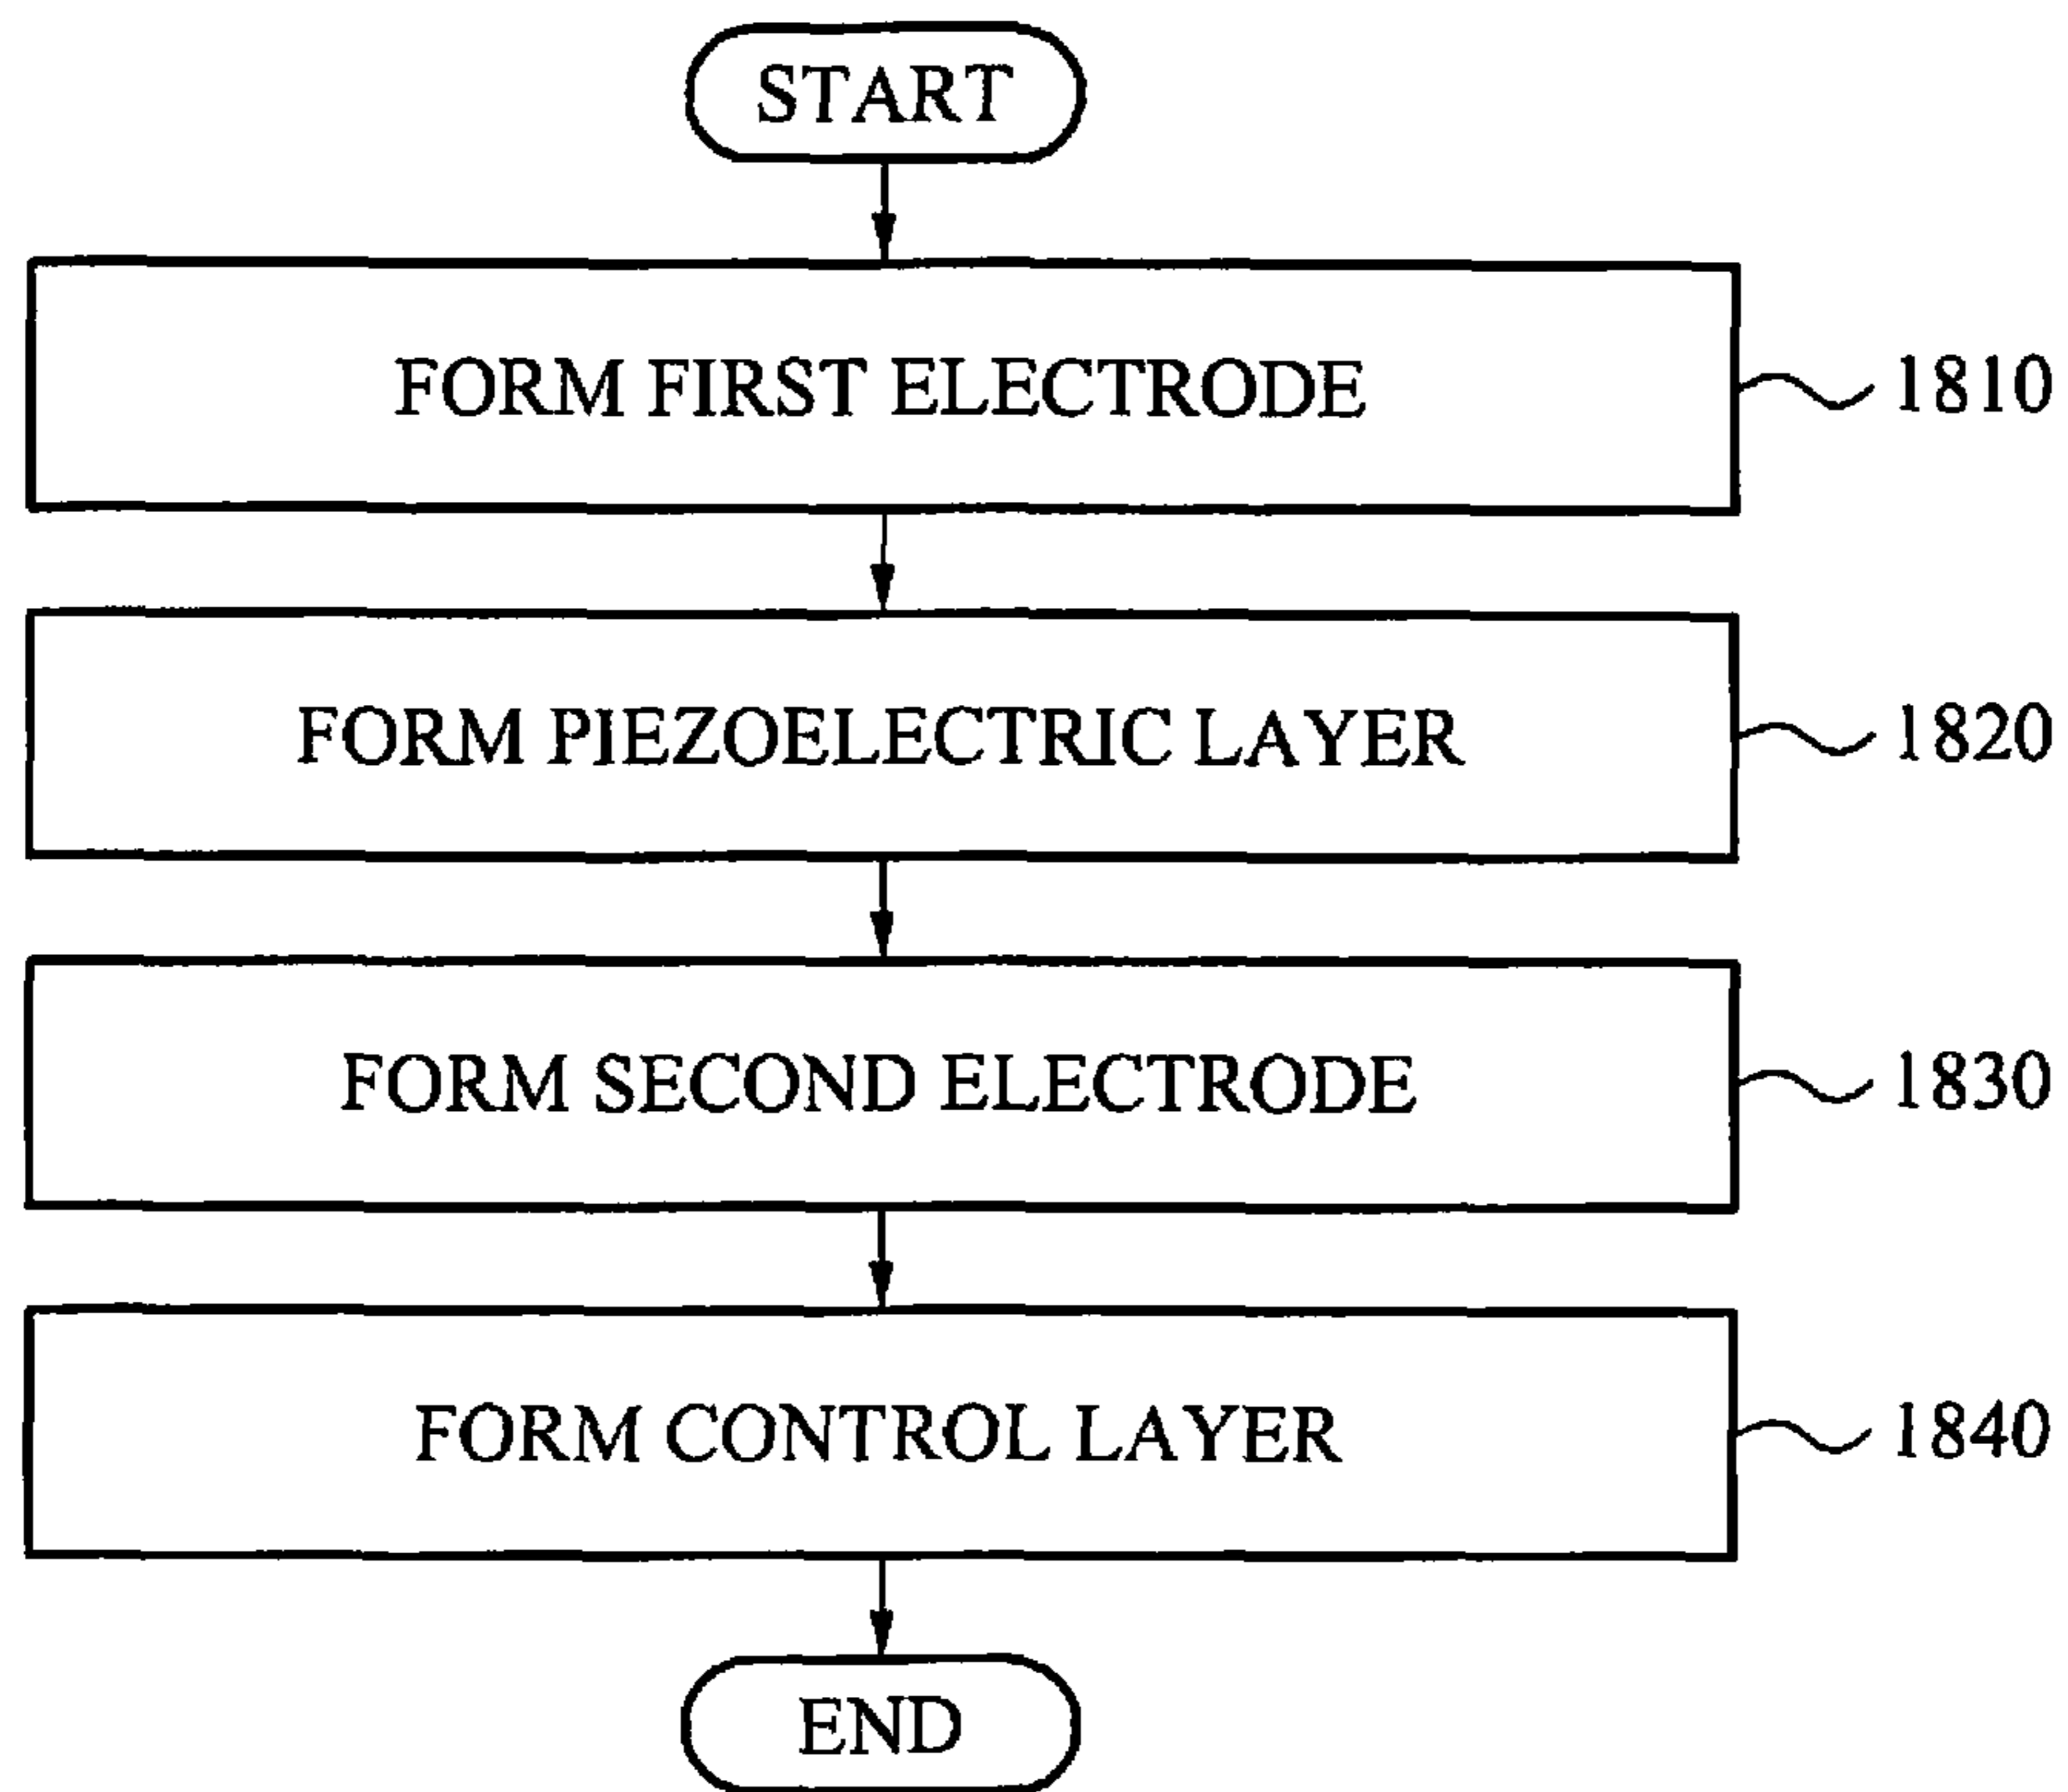 START
FORM FIRST ELECTRODE
1810
FORM PIEZOELECTRIC LAYER
1820
FORM SECOND ELECTRODE
1830
FORM CONTROL LAYER
1840
END